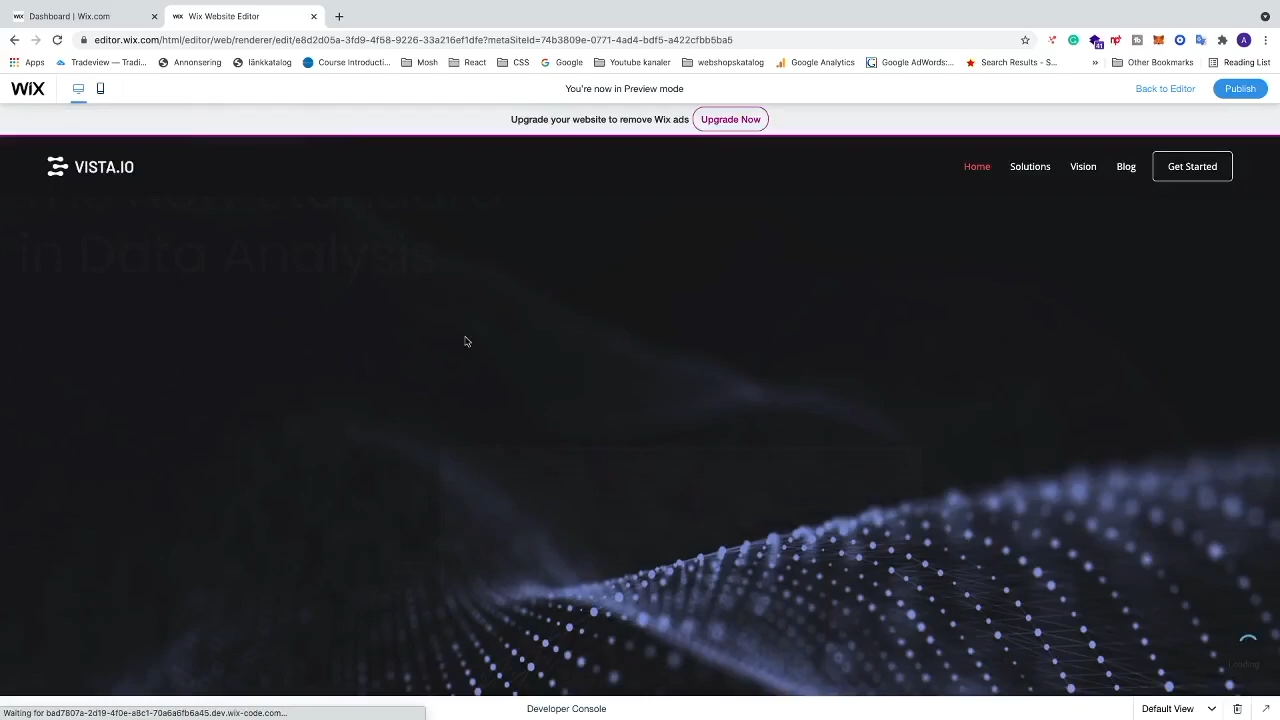 Dashboard | Wix.com
Wix Website Editor
editor.wix.com/html/editor/web/renderer/edit/e8d2d05a-3fd9-4f58-9226-33a216ef1dfe?metaSiteId=74b3809e-0771-4ad4-bdf5-a422cfbb5ba5
Apps
Tradeview — Tradi...
Annonsering
länkkatalog
Course Introducti...
Mosh
React
CSS
Google
Youtube kanaler
webshopskatalog
Google Analytics
Google AdWords:...
Search Results - S...
»
Other Bookmarks
Reading List
WiX
You're now in Preview mode
Back to Editor
Publish
Upgrade your website to remove Wix ads
Upgrade Now
VISTA.IO
Home
Solutions
Vision
Blog
Get Started
in Data Analysis
Loading
Waiting for bad7807a-2d19-4f0e-a8c1-70a6a6fb6a45.dev.wix-code.com...
Developer Console
Default View